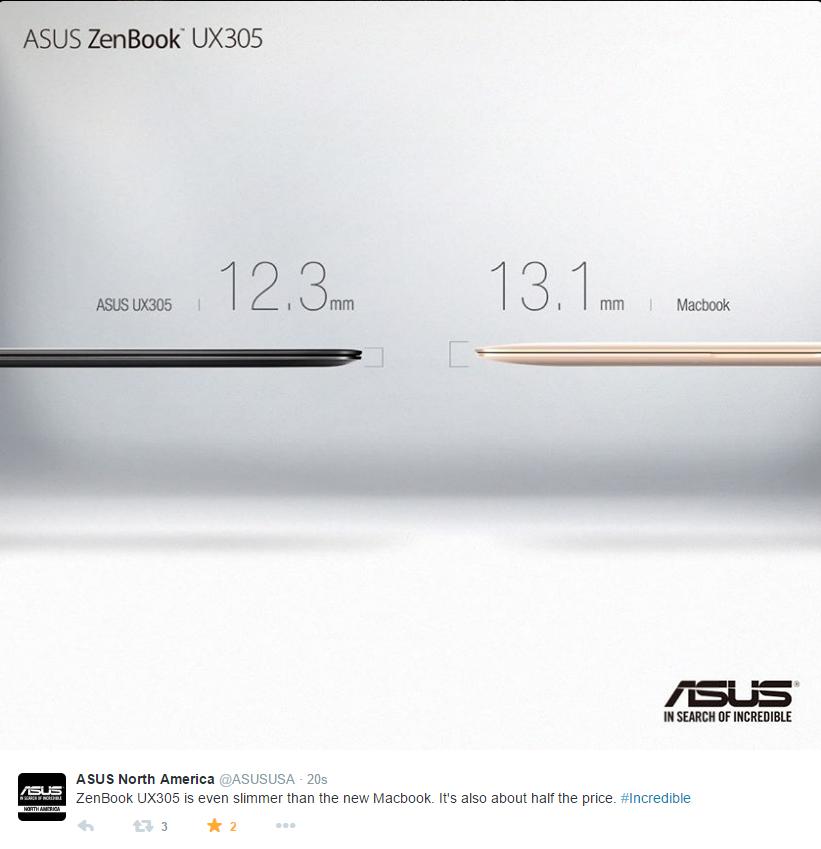 ASUS ZenBook™ UX305
ASUS UX305 | 12.3mm 13.1mm | Macbook
ASUS®
IN SEARCH OF INCREDIBLE
ASUS North America @ASUSUSA · 20s
ZenBook UX305 is even slimmer than the new Macbook. It's also about half the price. #Incredible
ASUS
IN SEARCH OF INCREDIBLE
NORTH AMERICA
3 2